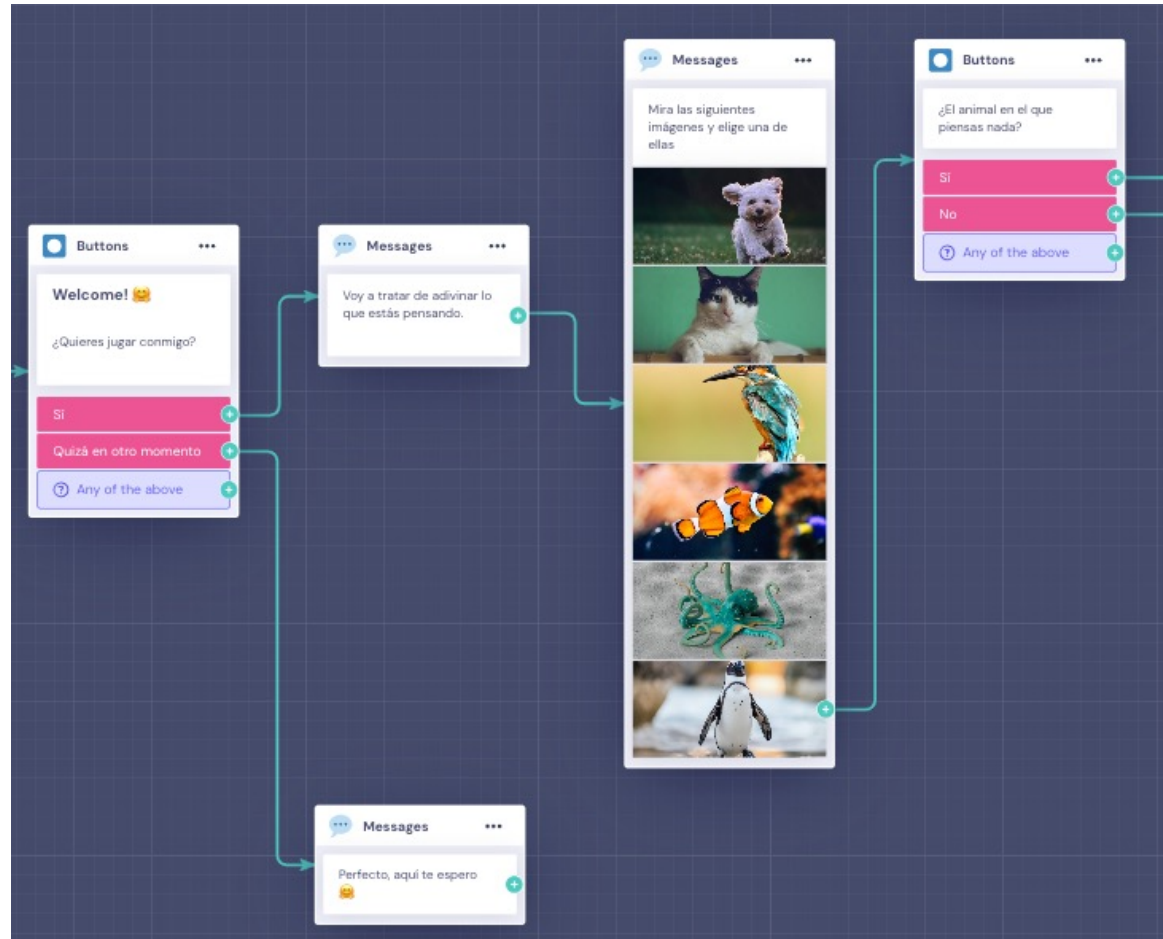 Buttons
Welcome! 🤗
¿Quieres jugar conmigo?
Sí
Quizá en otro momento
Any of the above
Messages
Voy a tratar de adivinar lo
que estás pensando.
Messages
Perfecto, aquí te espero
🤗
Messages
Mira las siguientes
imágenes y elige una de
ellas
Buttons
¿El animal en el que
piensas nada?
Sí
No
Any of the above